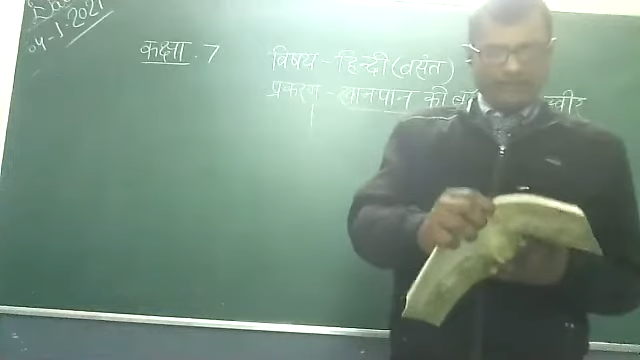 04-1-2021
कक्षा . 7
विषय - हिन्दी (वसंत)
प्रकरण - खानपान की